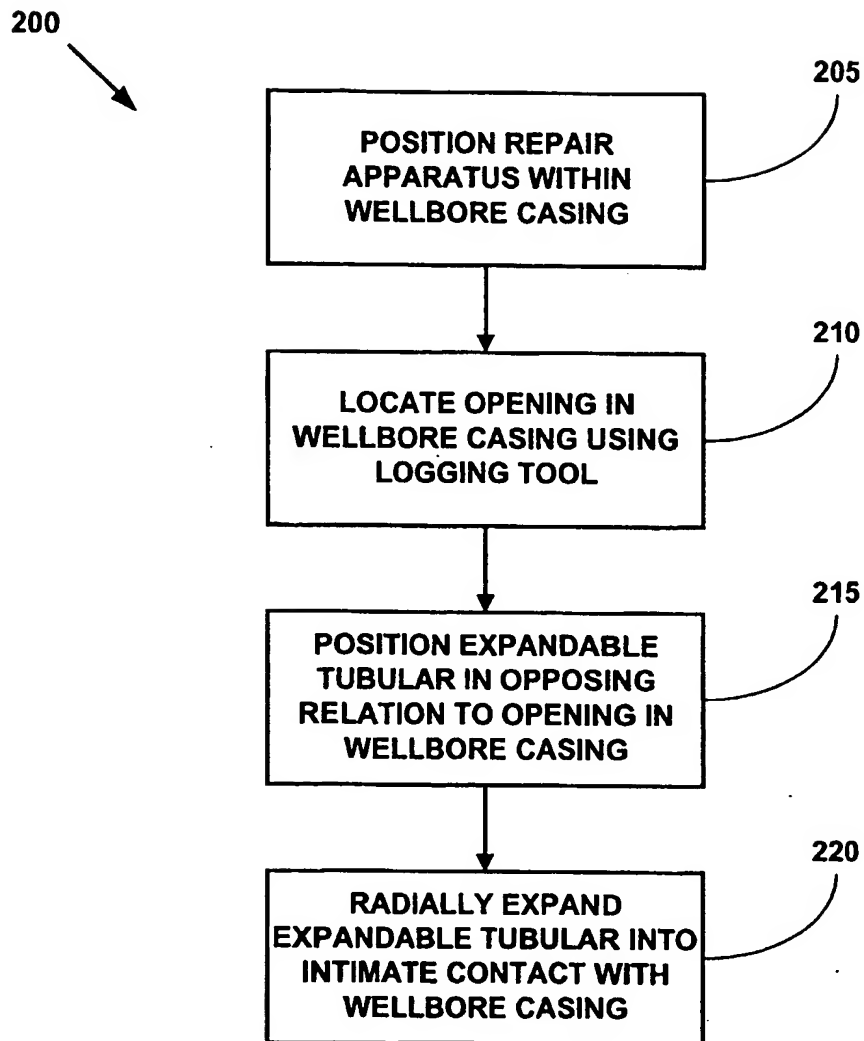 200
205
POSITION REPAIR
APPARATUS WITHIN
WELLBORE CASING
210
LOCATE OPENING IN
WELLBORE CASING USING
LOGGING TOOL
215
POSITION EXPANDABLE
TUBULAR IN OPPOSING
RELATION TO OPENING IN
WELLBORE CASING
220
RADIALLY EXPAND
EXPANDABLE TUBULAR INTO
INTIMATE CONTACT WITH
WELLBORE CASING